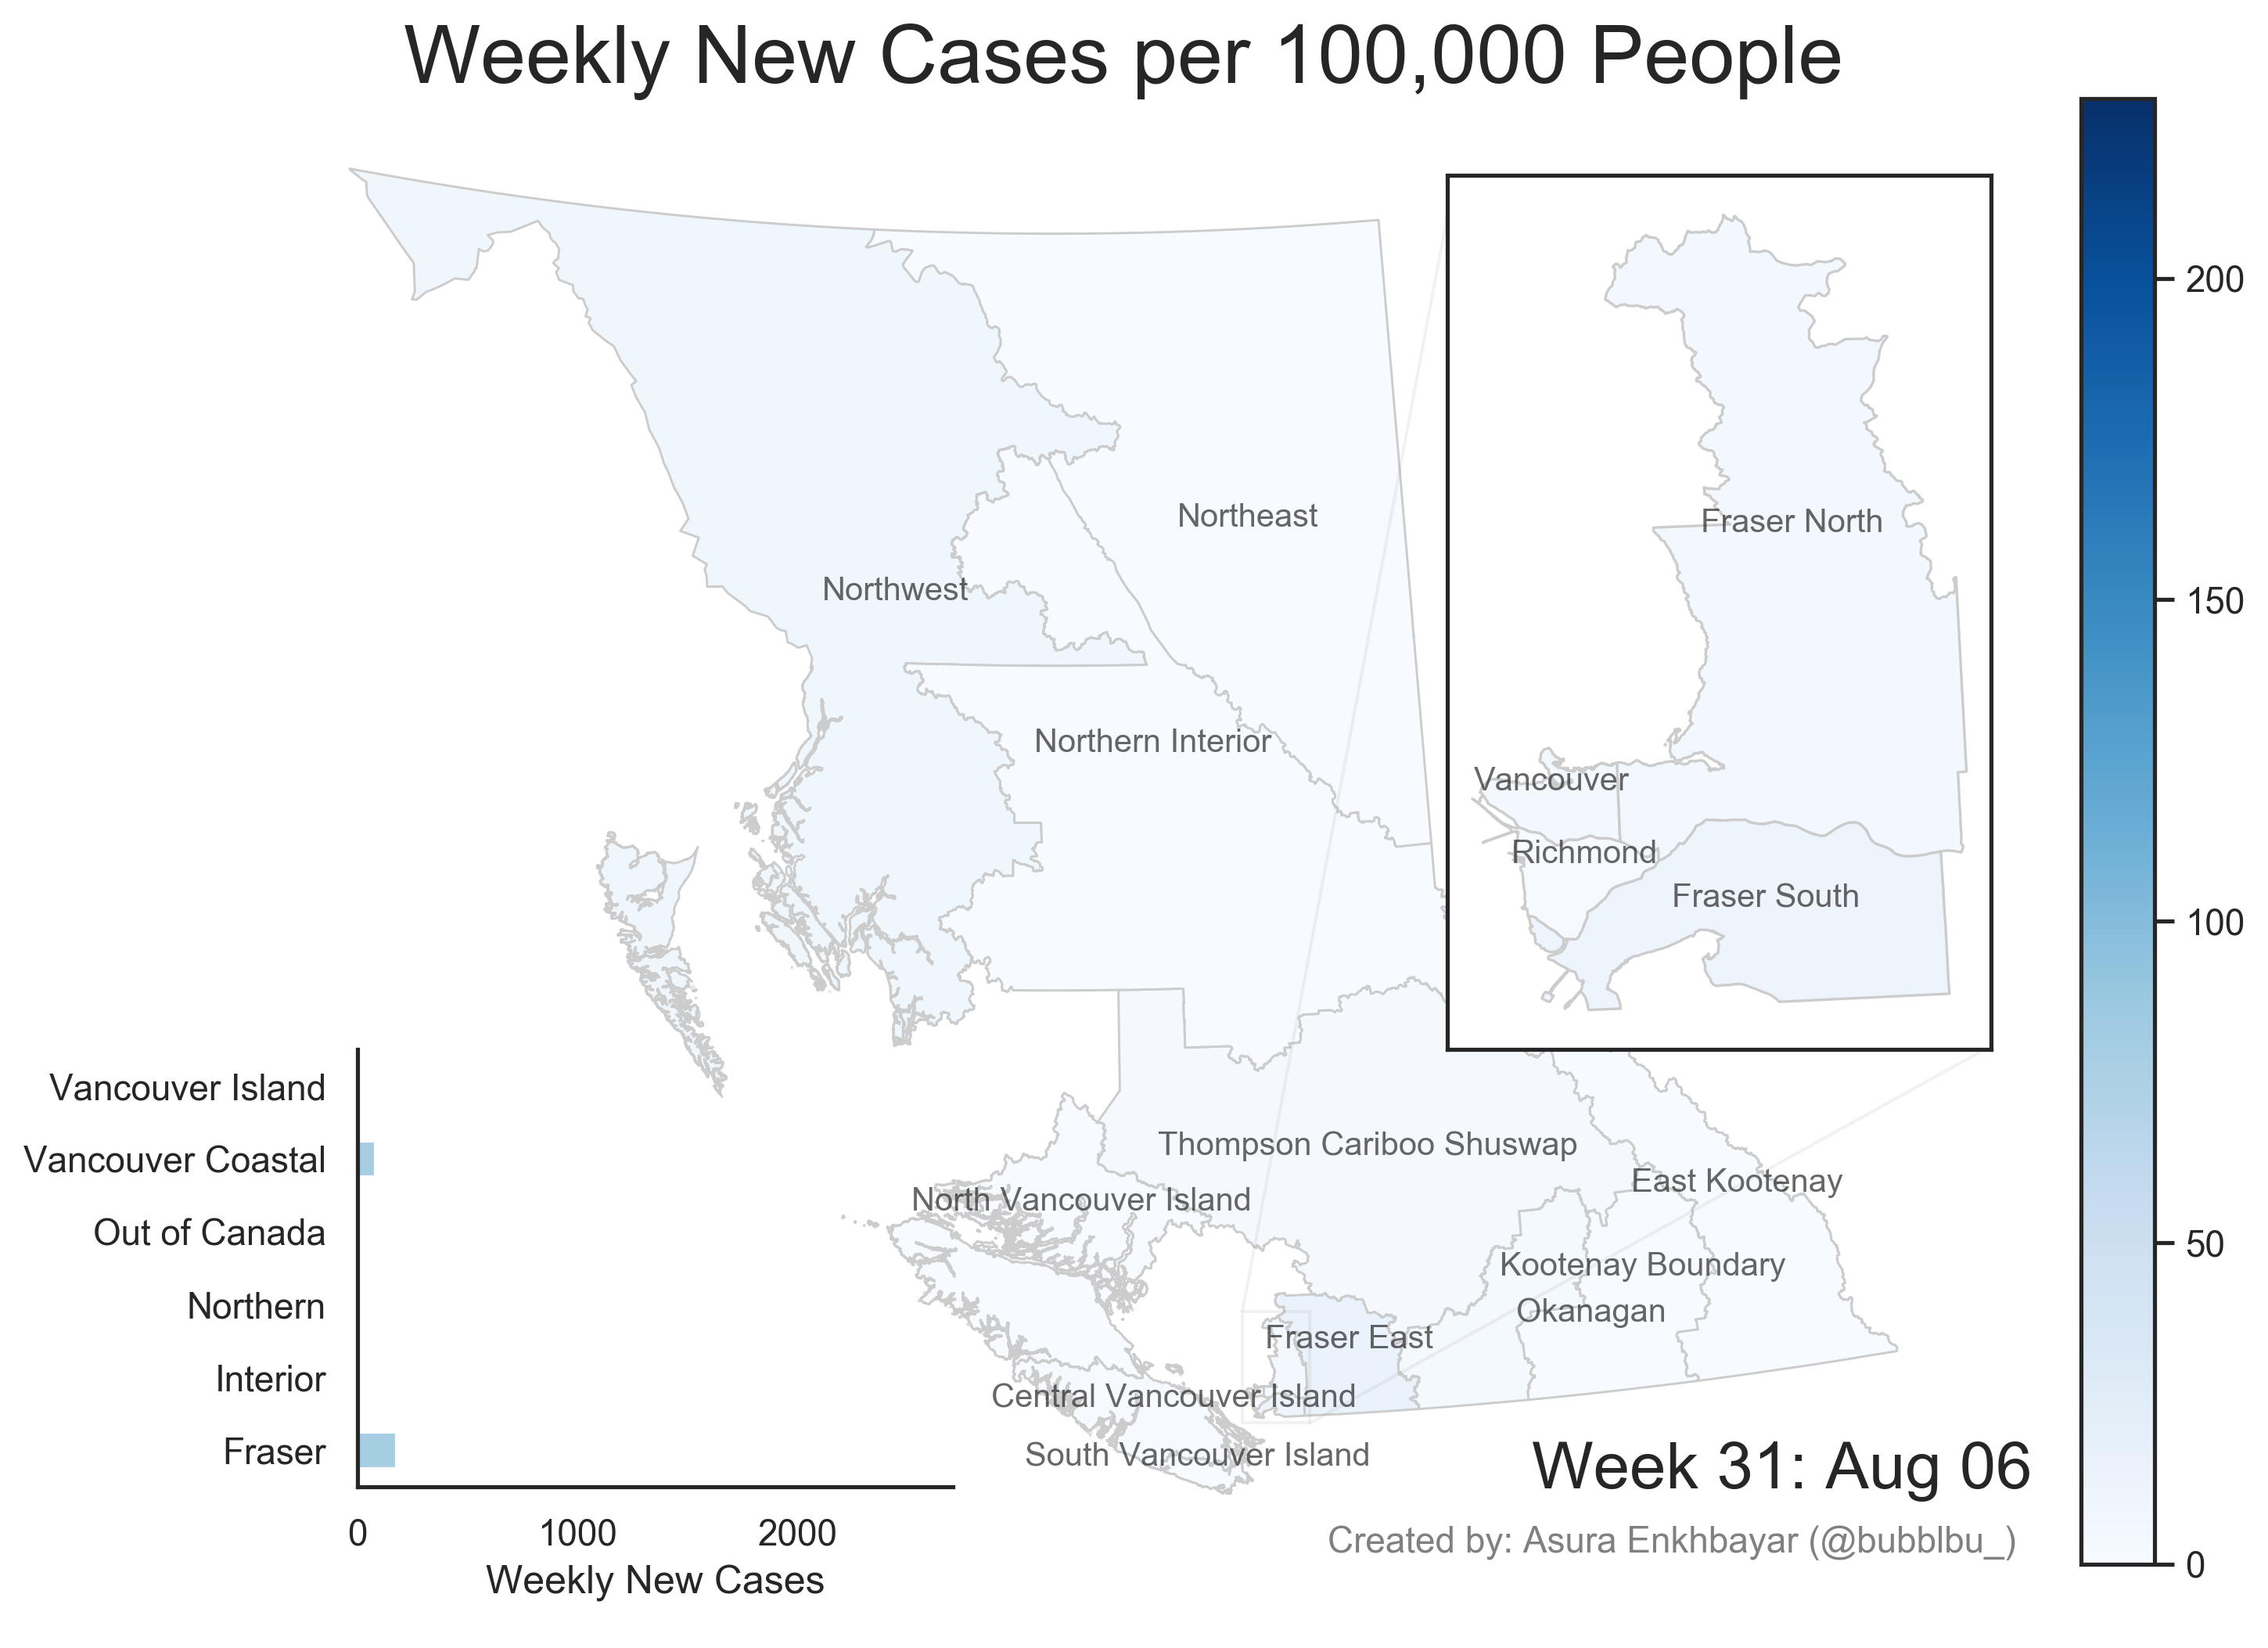 Weekly New Cases per 100,000 People
200
150
100
50
0
Northeast
Northwest
Northern Interior
Fraser North
Vancouver
Richmond
Fraser South
Thompson Cariboo Shuswap
East Kootenay
North Vancouver Island
Kootenay Boundary
Okanagan
Fraser East
Central Vancouver Island
South Vancouver Island
Vancouver Island
Vancouver Coastal
Out of Canada
Northern
Interior
Fraser
0 1000 2000
Weekly New Cases
Week 31: Aug 06
Created by: Asura Enkhbayar (@bubblbu_)